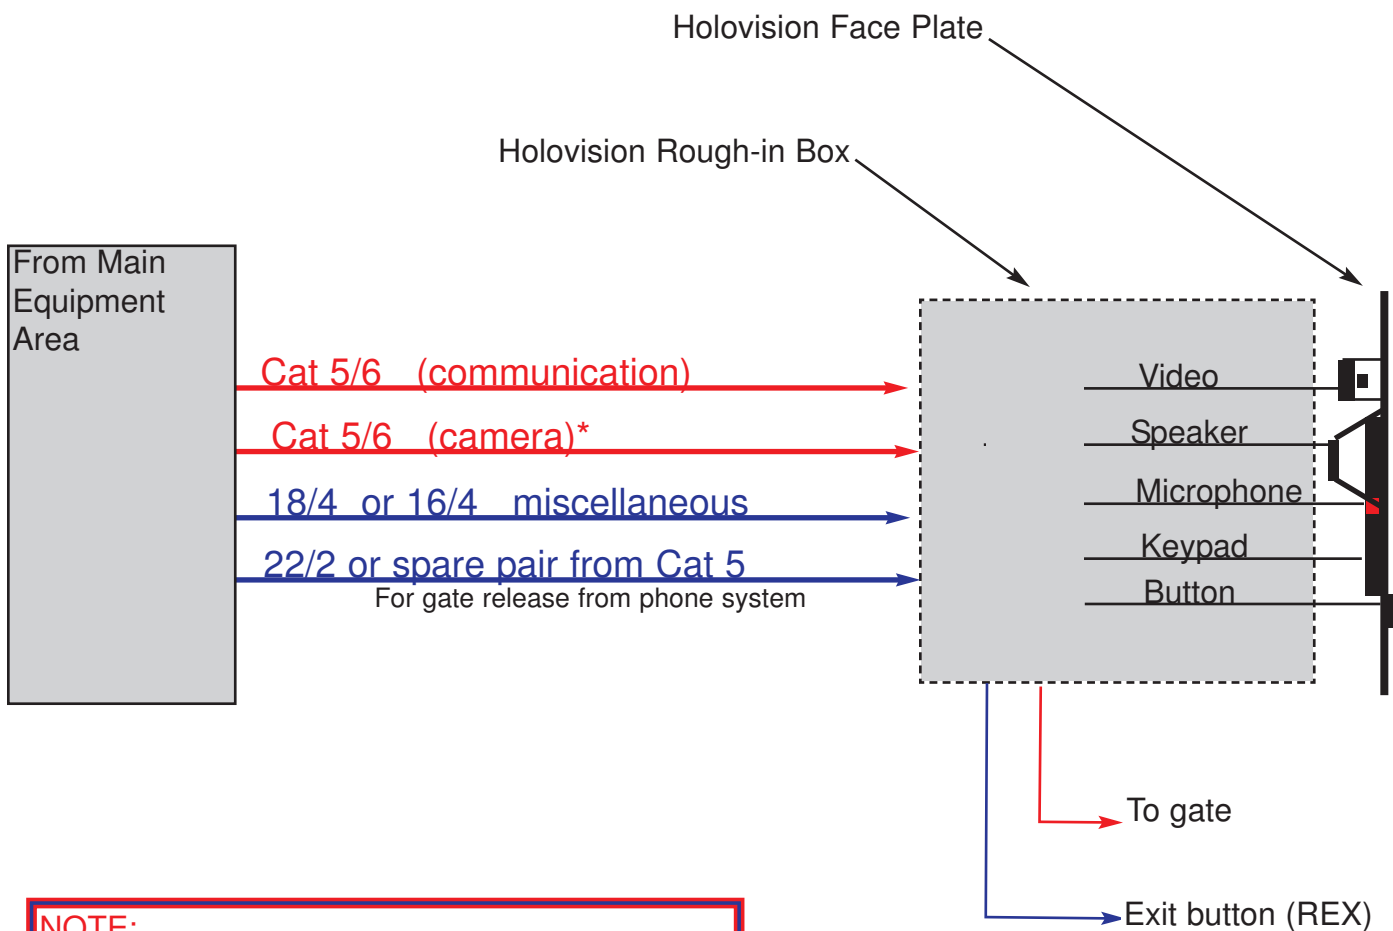 Holovision Face Plate
Holovision Rough-in Box
From Main
Equipment
Area
Cat 5/6 (communication)
Cat 5/6 (camera)*
18/4 or 16/4 miscellaneous
22/2 or spare pair from Cat 5
For gate release from phone system
Video
Speaker
Microphone
Keypad
Button
To gate
Exit button (REX)
NOTE: